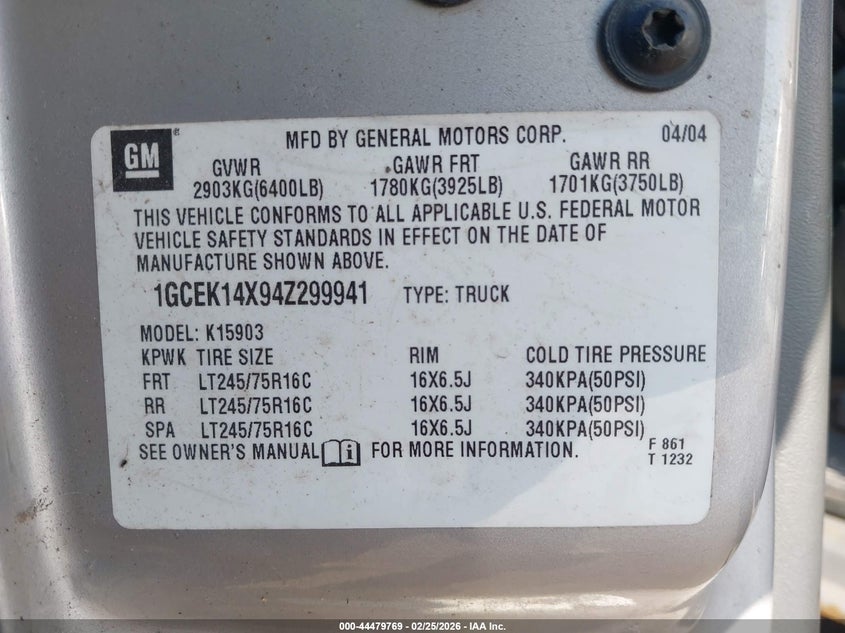 GM
MFD BY GENERAL MOTORS CORP. 04/04
GVWR GAWR FRT GAWR RR
2903KG(6400LB) 1780KG(3925LB) 1701KG(3750LB)
THIS VEHICLE CONFORMS TO ALL APPLICABLE U.S. FEDERAL MOTOR
VEHICLE SAFETY STANDARDS IN EFFECT ON THE DATE OF
MANUFACTURE SHOWN ABOVE.
1GCEK14X94Z299941 TYPE: TRUCK
MODEL: K15903
KPWK TIRE SIZE RIM COLD TIRE PRESSURE
FRT LT245/75R16C 16X6.5J 340KPA(50PSI)
RR LT245/75R16C 16X6.5J 340KPA(50PSI)
SPA LT245/75R16C 16X6.5J 340KPA(50PSI)
SEE OWNER'S MANUAL i FOR MORE INFORMATION.
F 861
T 1232
000-44479769 - 02/25/2026 - IAA Inc.